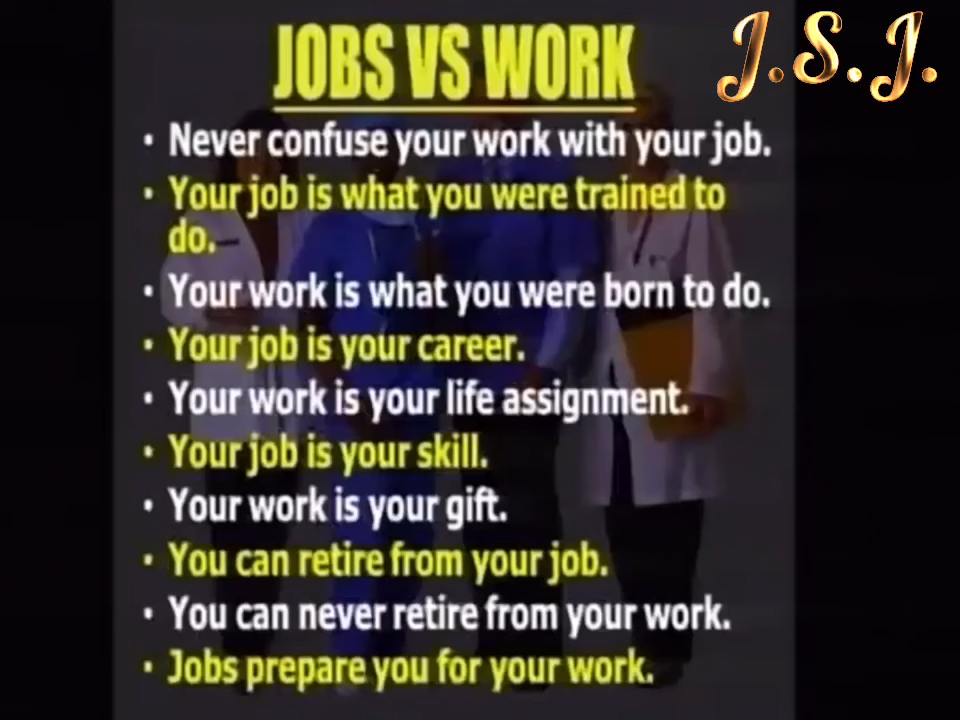 JOBS VS WORK
J.S.J.
• Never confuse your work with your job.
• Your job is what you were trained to
do.
• Your work is what you were born to do.
• Your job is your career.
• Your work is your life assignment.
• Your job is your skill.
• Your work is your gift.
• You can retire from your job.
• You can never retire from your work.
• Jobs prepare you for your work.